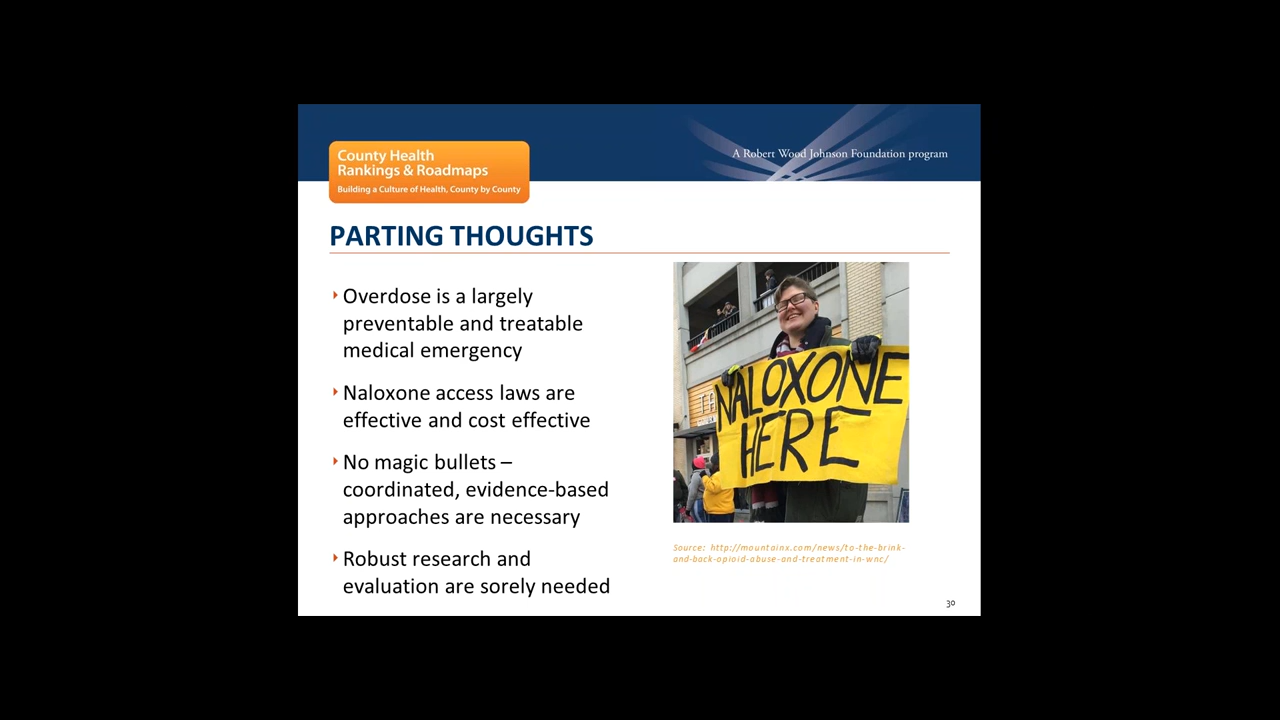 County Health
Rankings & Roadmaps
Building a Culture of Health, County by County
A Robert Wood Johnson Foundation program
PARTING THOUGHTS
Overdose is a largely
preventable and treatable
medical emergency
Naloxone access laws are
effective and cost effective
No magic bullets –
coordinated, evidence-based
approaches are necessary
Robust research and
evaluation are sorely needed
NALOXONE
HERE
Source: http://mountainx.com/news/to-the-brink-
and-back-opioid-abuse-and-treatment-in-wnc/
30